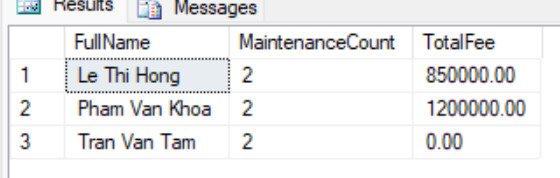 Results Messages
FullName MaintenanceCount TotalFee
1 Le Thi Hong 2 850000.00
2 Pham Van Khoa 2 1200000.00
3 Tran Van Tam 2 0.00